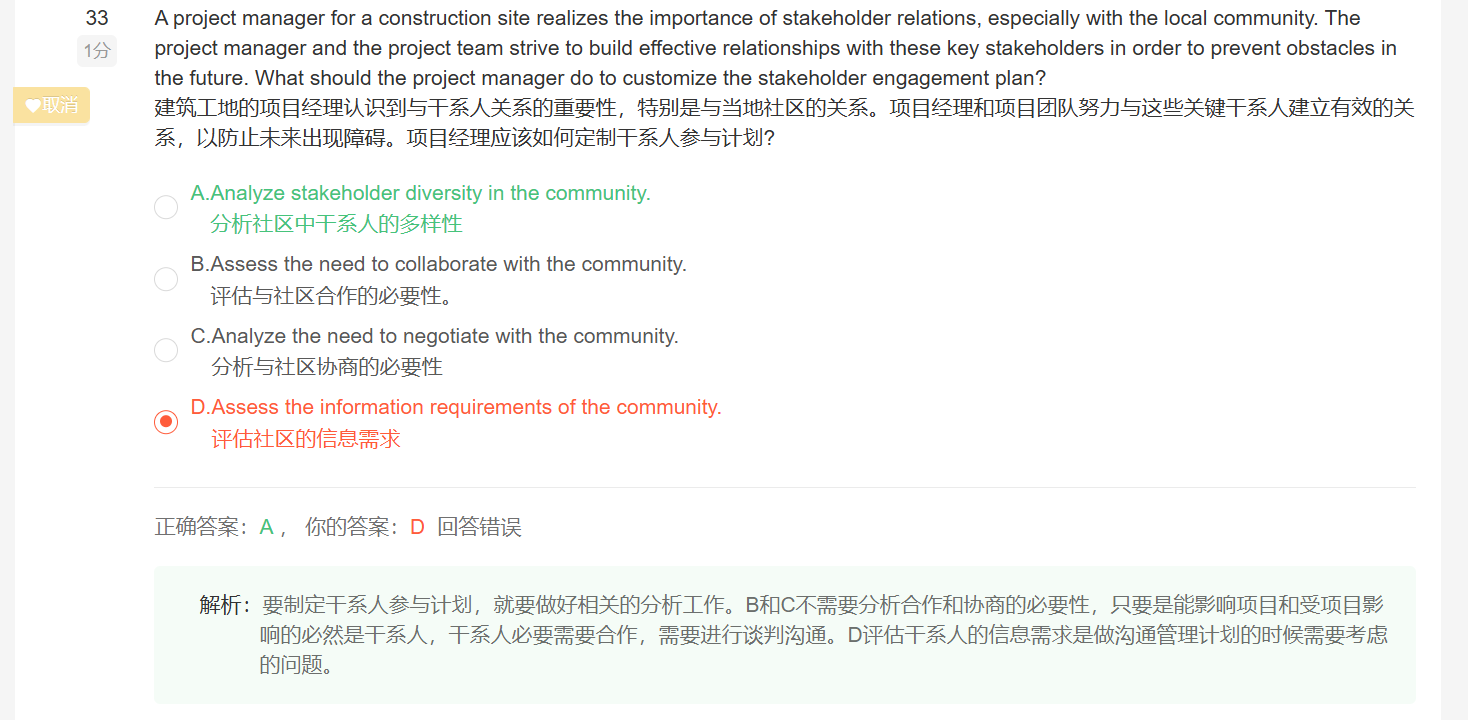 33
1分
取消
A project manager for a construction site realizes the importance of stakeholder relations, especially with the local community. The
project manager and the project team strive to build effective relationships with these key stakeholders in order to prevent obstacles in
the future. What should the project manager do to customize the stakeholder engagement plan?
建筑工地的项目经理认识到与干系人关系的重要性，特别是与当地社区的关系。项目经理和项目团队努力与这些关键干系人建立有效的关
系，以防止未来出现障碍。项目经理应该如何定制干系人参与计划?
A.Analyze stakeholder diversity in the community.
分析社区中干系人的多样性
B.Assess the need to collaborate with the community.
评估与社区合作的必要性。
C.Analyze the need to negotiate with the community.
分析与社区协商的必要性
D.Assess the information requirements of the community.
评估社区的信息需求
正确答案：A， 你的答案：D 回答错误
解析：要制定干系人参与计划，就要做好相关的分析工作。B和C不需要分析合作和协商的必要性，只要是能影响项目和受项目影
响的必然是干系人，干系人必要需要合作，需要进行谈判沟通。D评估干系人的信息需求是做沟通管理计划的时候需要考虑
的问题。